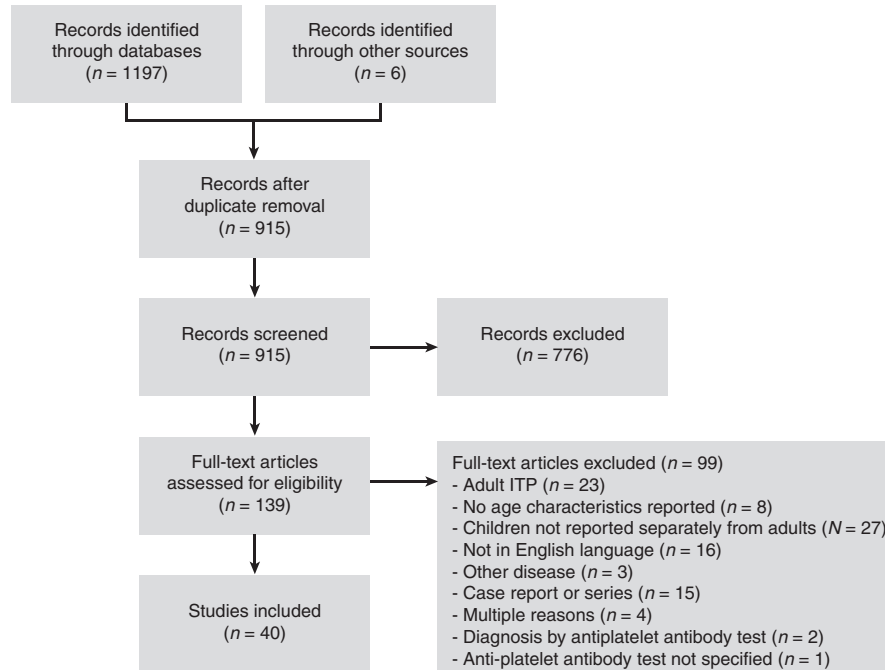 Records identified
through databases
(n = 1197)
Records identified
through other sources
(n = 6)
Records after
duplicate removal
(n = 915)
Records screened
(n = 915)
Records excluded
(n = 776)
Full-text articles
assessed for eligibility
(n = 139)
Full-text articles excluded (n = 99)
- Adult ITP (n = 23)
- No age characteristics reported (n = 8)
- Children not reported separately from adults (N = 27)
- Not in English language (n = 16)
- Other disease (n = 3)
- Case report or series (n = 15)
- Multiple reasons (n = 4)
- Diagnosis by antiplatelet antibody test (n = 2)
- Anti-platelet antibody test not specified (n = 1)
Studies included
(n = 40)